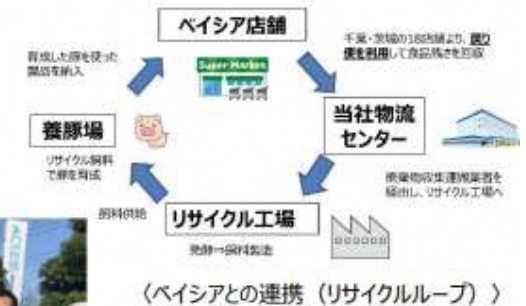 ベイシア店舗
育成した豚を使った
製品を納入
Super Market
千葉・茨城の18店舗より、戻り
便を利用して食品残さを回収
養豚場
リサイクル飼料
で豚を育成
当社物流
センター
廃棄物収集運搬業者を
経由し、リサイクル工場へ
飼料供給
リサイクル工場
発酵⇒飼料製造
〈ベイシアとの連携（リサイクルループ）〉